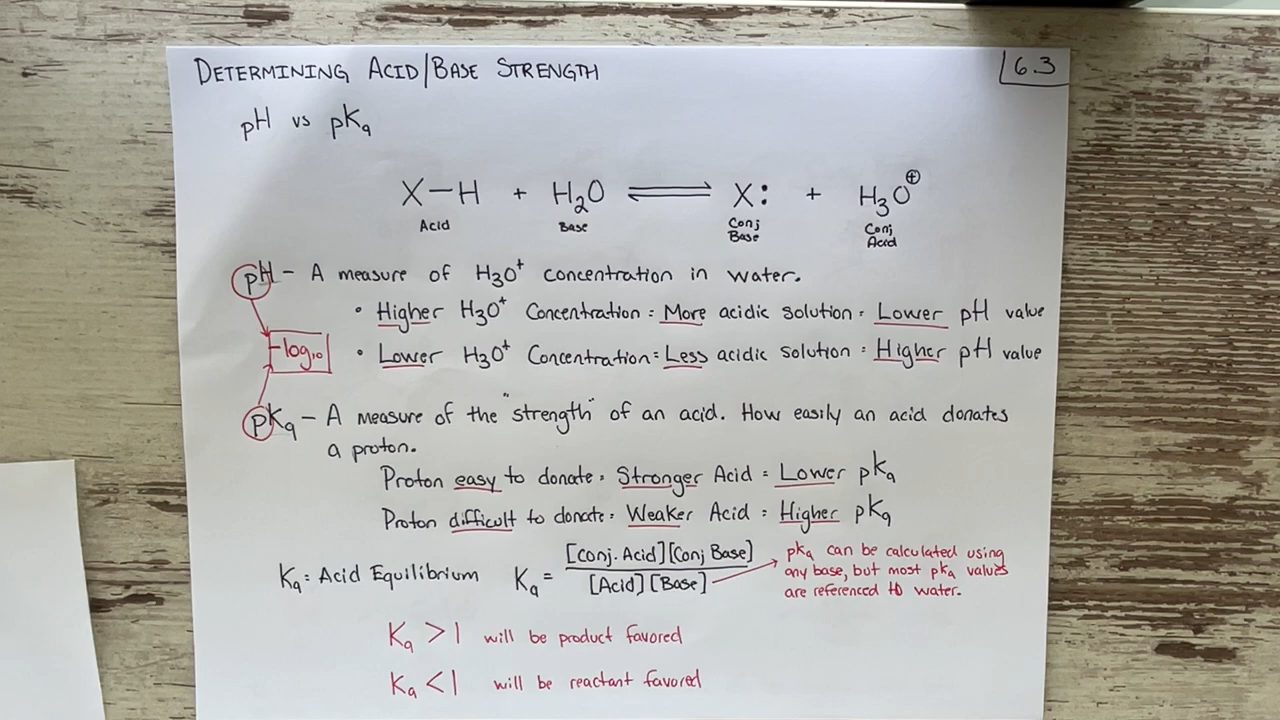 DETERMINING ACID/BASE STRENGTH
6.3
pH vs pKa
X-H + H2O ⇌ X: + H3O⊕
Acid Base Conj Base Conj Acid
pH - A measure of H3O+ concentration in water.
• Higher H3O+ Concentration = More acidic solution = Lower pH value
-log10
• Lower H3O+ Concentration = Less acidic solution = Higher pH value
pKa - A measure of the "strength" of an acid. How easily an acid donates
a proton.
Proton easy to donate = Stronger Acid = Lower pKa
Proton difficult to donate = Weaker Acid = Higher pKa
Ka = Acid Equilibrium Ka = [Conj. Acid][Conj Base] / [Acid][Base]
pka can be calculated using
any base, but most pka values
are referenced to water.
Ka >1 will be product favored
Ka <1 will be reactant favored